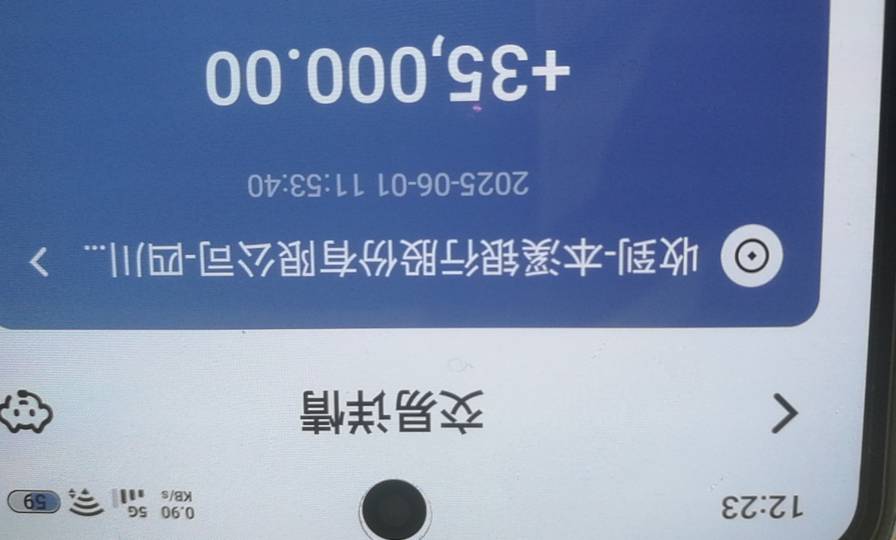 12:23
0.90 KB/s 5G 59
交易详情
收到-本溪银行股份有限公司-四川...
2025-06-01 11:53:40
+35,000.00